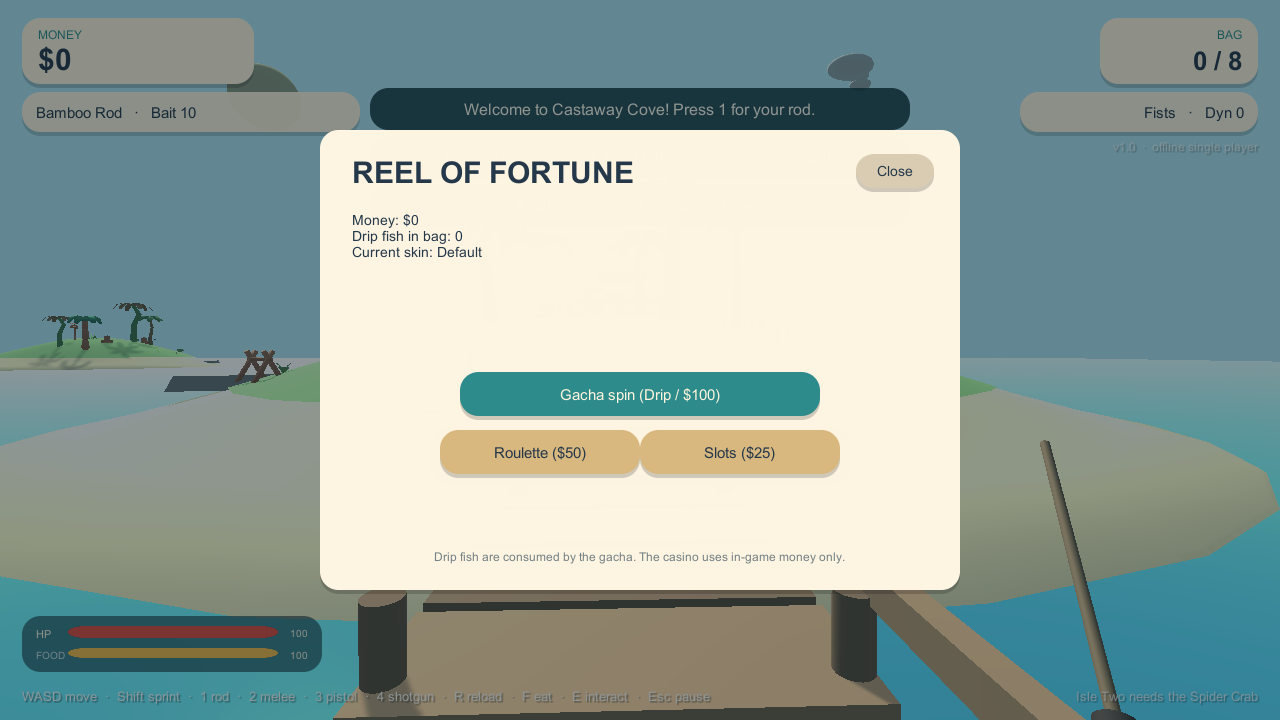 MONEY
$0
BAG
0 / 8
Bamboo Rod · Bait 10
Welcome to Castaway Cove! Press 1 for your rod.
Fists · Dyn 0
v1.0 · offline single player
REEL OF FORTUNE
Close
Money: $0
Drip fish in bag: 0
Current skin: Default
Gacha spin (Drip / $100)
Roulette ($50)
Slots ($25)
Drip fish are consumed by the gacha. The casino uses in-game money only.
HP 100
FOOD 100
WASD move · Shift sprint · 1 rod · 2 melee · 3 pistol · 4 shotgun · R reload · F eat · E interact · Esc pause
Isle Two needs the Spider Crab